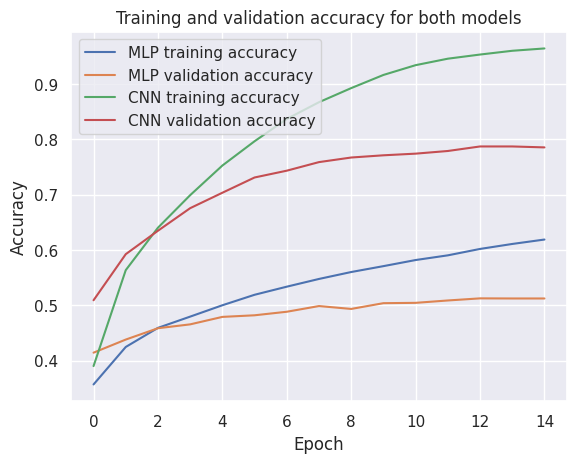 Training and validation accuracy for both models
MLP training accuracy
MLP validation accuracy
CNN training accuracy
CNN validation accuracy
Accuracy
0.9
0.8
0.7
0.6
0.5
0.4
0 2 4 6 8 10 12 14
Epoch